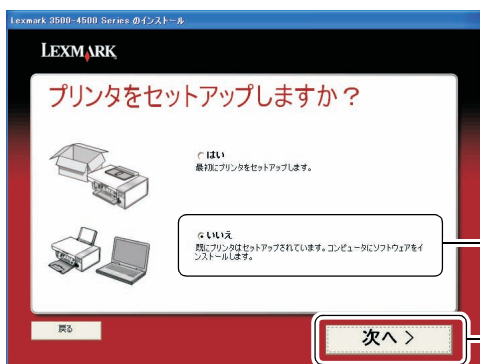 Lexmark 3500-4500 Series のインストール
LEXMARK
プリンタをセットアップしますか？
はい
最初にプリンタをセットアップします。
いいえ
既にプリンタはセットアップされています。コンピュータにソフトウェアをイ
ンストールします。
戻る
次へ >